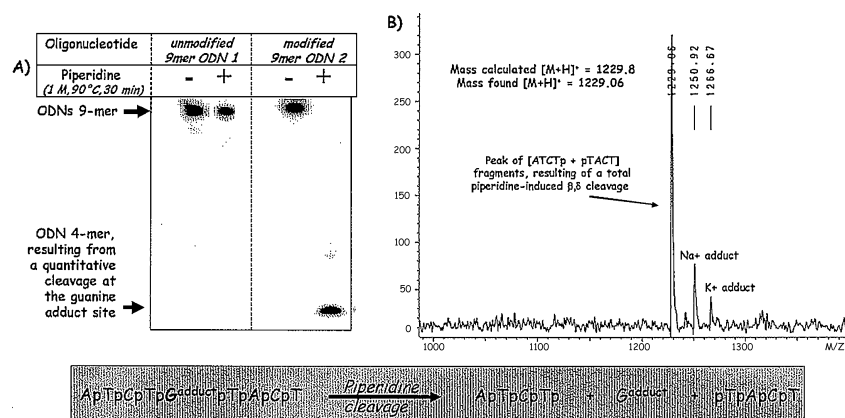 A)
Oligonucleotide
unmodified
9mer ODN 1
modified
9mer ODN 2
Piperidine
(1 M,90°C,30 min)
- + - +
ODNs 9-mer
ODN 4-mer,
resulting from
a quantitative
cleavage at
the guanine
adduct site
B)
300
250
200
150
100
50
0
Mass calculated [M+H]⁺ = 1229.8
Mass found [M+H]⁺ = 1229.06
1229.06
1250.92
1266.67
Peak of [ATCTp + pTACT]
fragments, resulting of a total
piperidine-induced β,δ cleavage
Na+ adduct
K+ adduct
1000 1100 1200 1300 M/Z
ApTpCpTpGadductpTpApCpT Piperidine cleavage ApTpCpTp + Gadduct + pTpApCpT